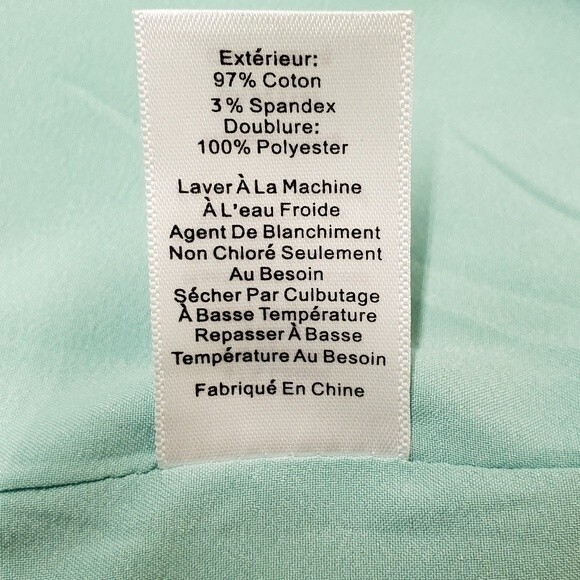 Extérieur:
97% Coton
3% Spandex
Doublure:
100% Polyester
Laver À La Machine
À L'eau Froide
Agent De Blanchiment
Non Chloré Seulement
Au Besoin
Sécher Par Culbutage
À Basse Température
Repasser À Basse
Température Au Besoin
Fabriqué En Chine